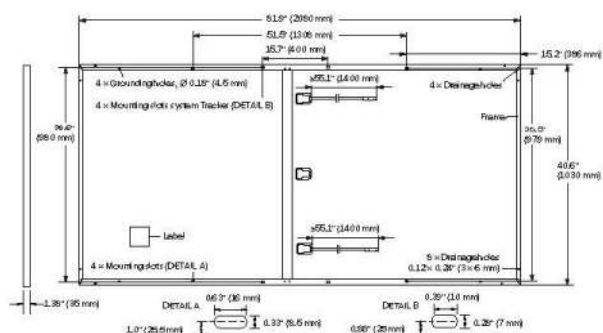 81.9" (2080 mm)
51.5" (1308 mm)
15.7" (400 mm)
15.2" (386 mm)
4 × Grounding holes, Ø 0.18" (4.5 mm)
≥55.1" (1400 mm)
4 × Drainage holes
4 × Mounting slots system Tracker (DETAIL B)
Frame
(980 mm)
(979 mm)
40.6"
(1030 mm)
≥55.1" (1400 mm)
Label
4 × Mounting slots (DETAIL A)
8 × Drainage holes
0.12 × 0.24" (3×6 mm)
1.38" (35 mm)
DETAIL A
0.63" (16 mm)
0.33" (8.5 mm)
1.0" (25.5 mm)
DETAIL B
0.39" (10 mm)
0.28" (7 mm)
0.98" (25 mm)